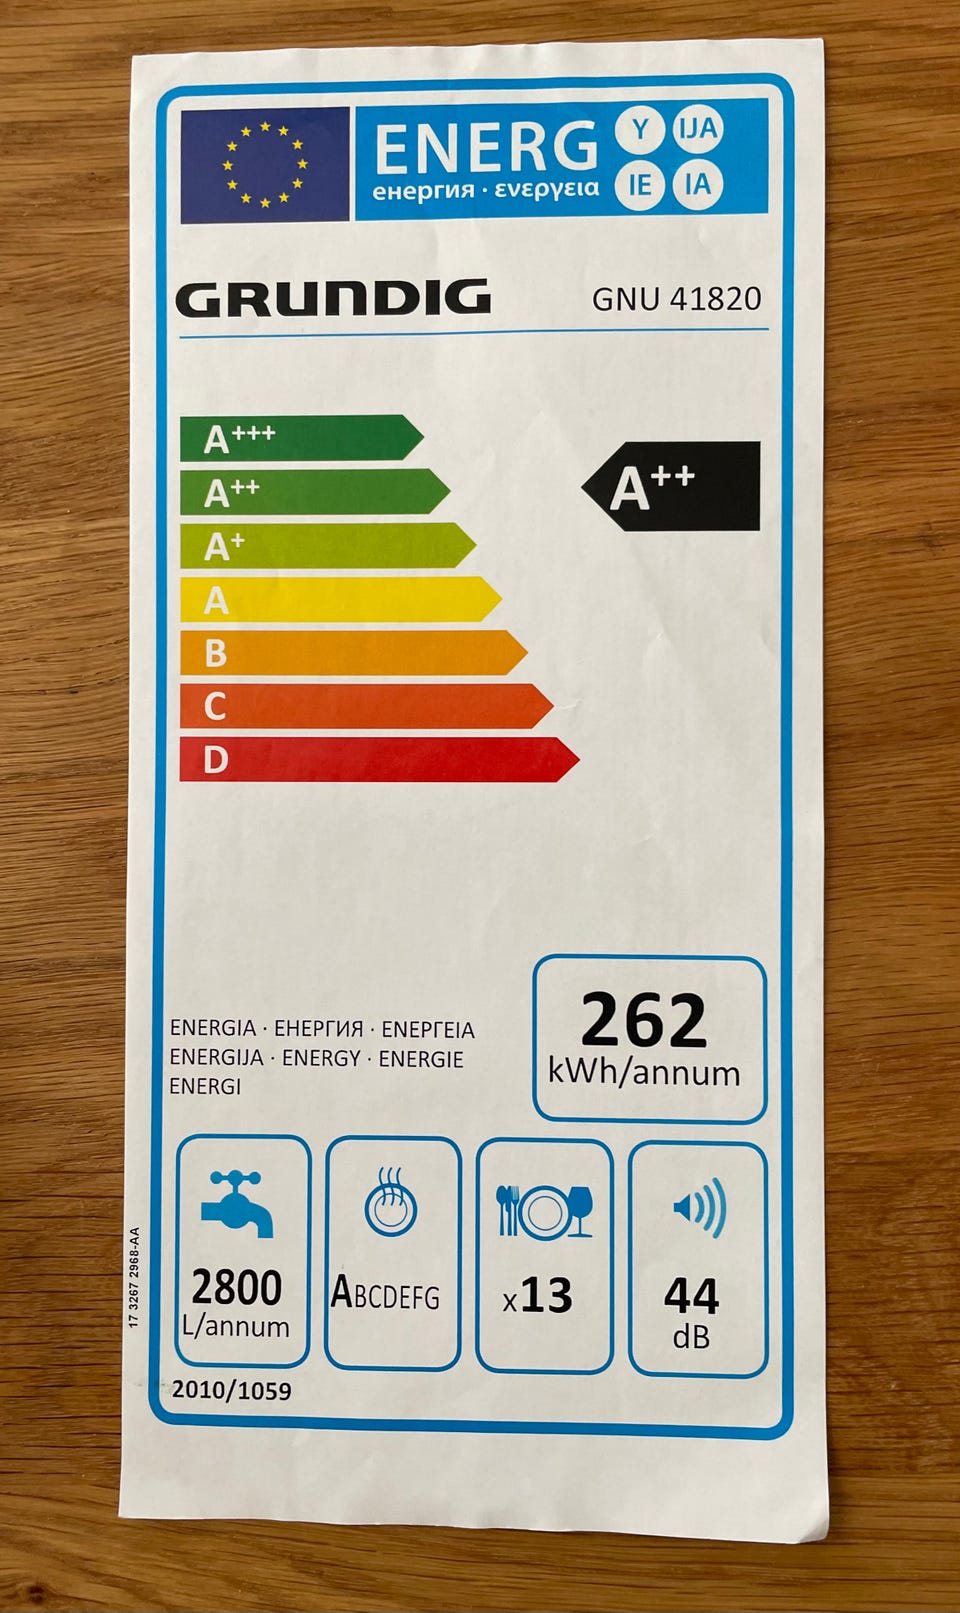 ENERG
енергия · ενεργεια
Y
IJA
IE
IA
GRUNDIG
GNU 41820
A+++
A++
A+
A
B
C
D
A++
ENERGIA · ЕНЕРГИЯ · ΕΝΕΡΓΕΙΑ
ENERGIJA · ENERGY · ENERGIE
ENERGI
262
kWh/annum
2800
L/annum
ABCDEFG
x13
44
dB
2010/1059
17 3267 2968-AA